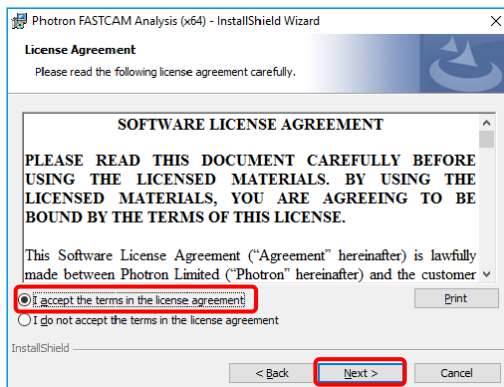 Photron FASTCAM Analysis (x64) - InstallShield Wizard
License Agreement
Please read the following license agreement carefully.
SOFTWARE LICENSE AGREEMENT
PLEASE READ THIS DOCUMENT CAREFULLY BEFORE
USING THE LICENSED MATERIALS. BY USING THE
LICENSED MATERIALS, YOU ARE AGREEING TO BE
BOUND BY THE TERMS OF THIS LICENSE.
This Software License Agreement (“Agreement” hereinafter) is lawfully
made between Photron Limited (“Photron” hereinafter) and the customer
I accept the terms in the license agreement
Print
I do not accept the terms in the license agreement
InstallShield
< Back
Next >
Cancel